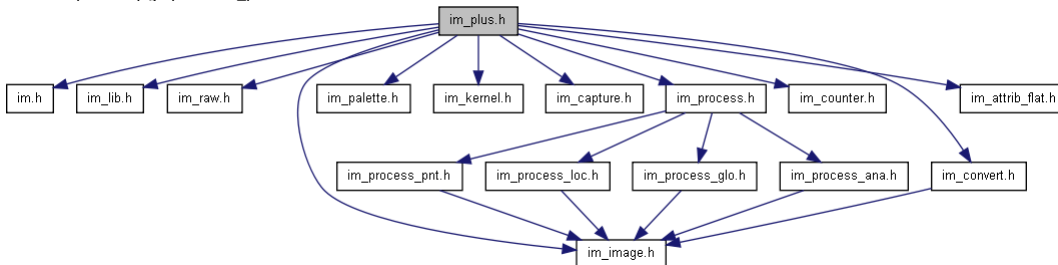 im_plus.h
im.h
im_lib.h
im_raw.h
im_palette.h
im_kernel.h
im_capture.h
im_process.h
im_counter.h
im_attrib_flat.h
im_process_pnt.h
im_process_loc.h
im_process_glo.h
im_process_ana.h
im_convert.h
im_image.h